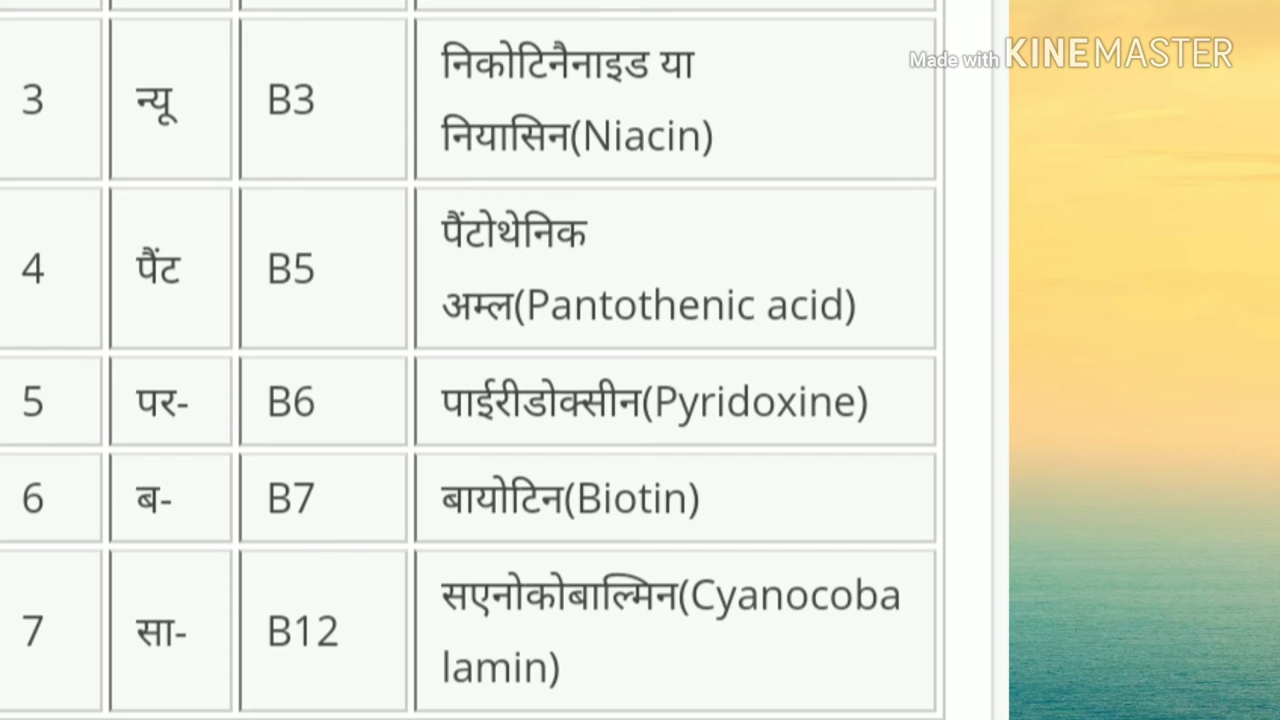 Made with KINEMASTER
3 न्यू B3 निकोटिनैनाइड या
नियासिन(Niacin)
4 पैंट B5 पैंटोथेनिक
अम्ल(Pantothenic acid)
5 पर- B6 पाईरीडोक्सीन(Pyridoxine)
6 ब- B7 बायोटिन(Biotin)
7 सा- B12 सएनोकोबाल्मिन(Cyanocoba
lamin)